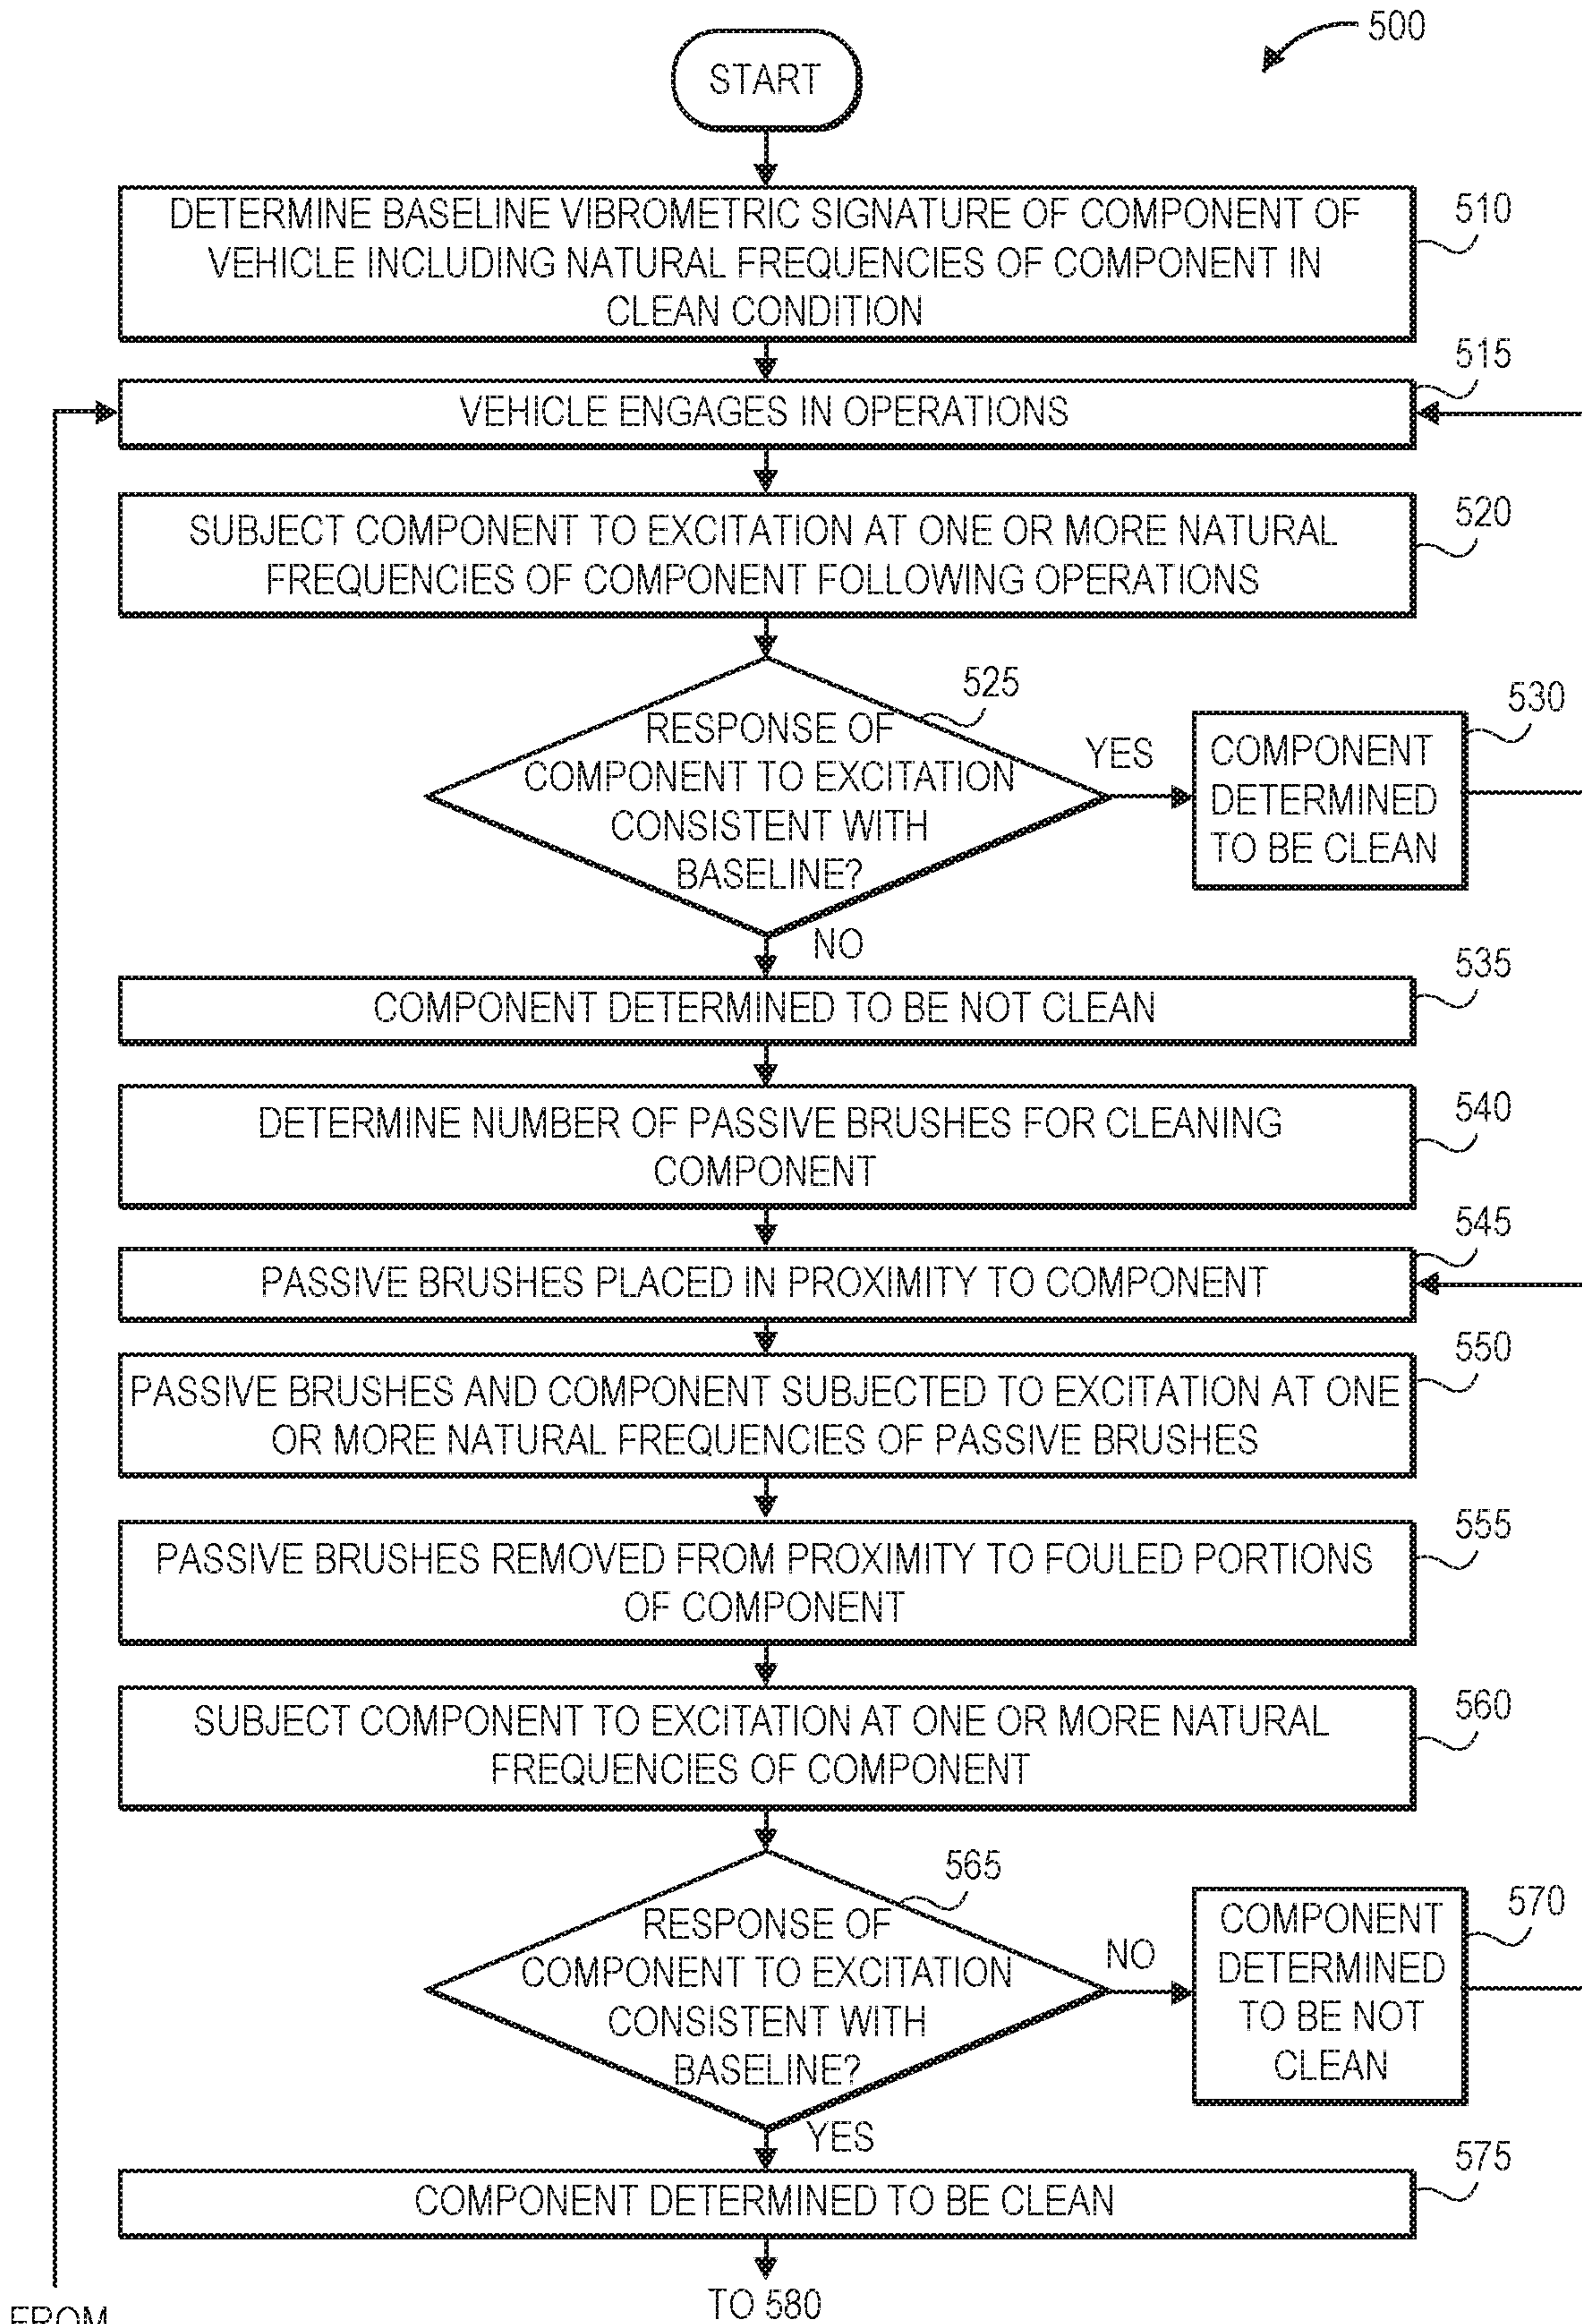 500
START
DETERMINE BASELINE VIBROMETRIC SIGNATURE OF COMPONENT OF
VEHICLE INCLUDING NATURAL FREQUENCIES OF COMPONENT IN
CLEAN CONDITION
510
515
VEHICLE ENGAGES IN OPERATIONS
SUBJECT COMPONENT TO EXCITATION AT ONE OR MORE NATURAL
FREQUENCIES OF COMPONENT FOLLOWING OPERATIONS
520
525
RESPONSE OF
COMPONENT TO EXCITATION
CONSISTENT WITH
BASELINE?
YES
530
COMPONENT
DETERMINED
TO BE CLEAN
NO
535
COMPONENT DETERMINED TO BE NOT CLEAN
DETERMINE NUMBER OF PASSIVE BRUSHES FOR CLEANING
COMPONENT
540
545
PASSIVE BRUSHES PLACED IN PROXIMITY TO COMPONENT
550
PASSIVE BRUSHES AND COMPONENT SUBJECTED TO EXCITATION AT ONE
OR MORE NATURAL FREQUENCIES OF PASSIVE BRUSHES
555
PASSIVE BRUSHES REMOVED FROM PROXIMITY TO FOULED PORTIONS
OF COMPONENT
560
SUBJECT COMPONENT TO EXCITATION AT ONE OR MORE NATURAL
FREQUENCIES OF COMPONENT
565
RESPONSE OF
COMPONENT TO EXCITATION
CONSISTENT WITH
BASELINE?
NO
570
COMPONENT
DETERMINED
TO BE NOT
CLEAN
YES
575
COMPONENT DETERMINED TO BE CLEAN
TO 580
FROM